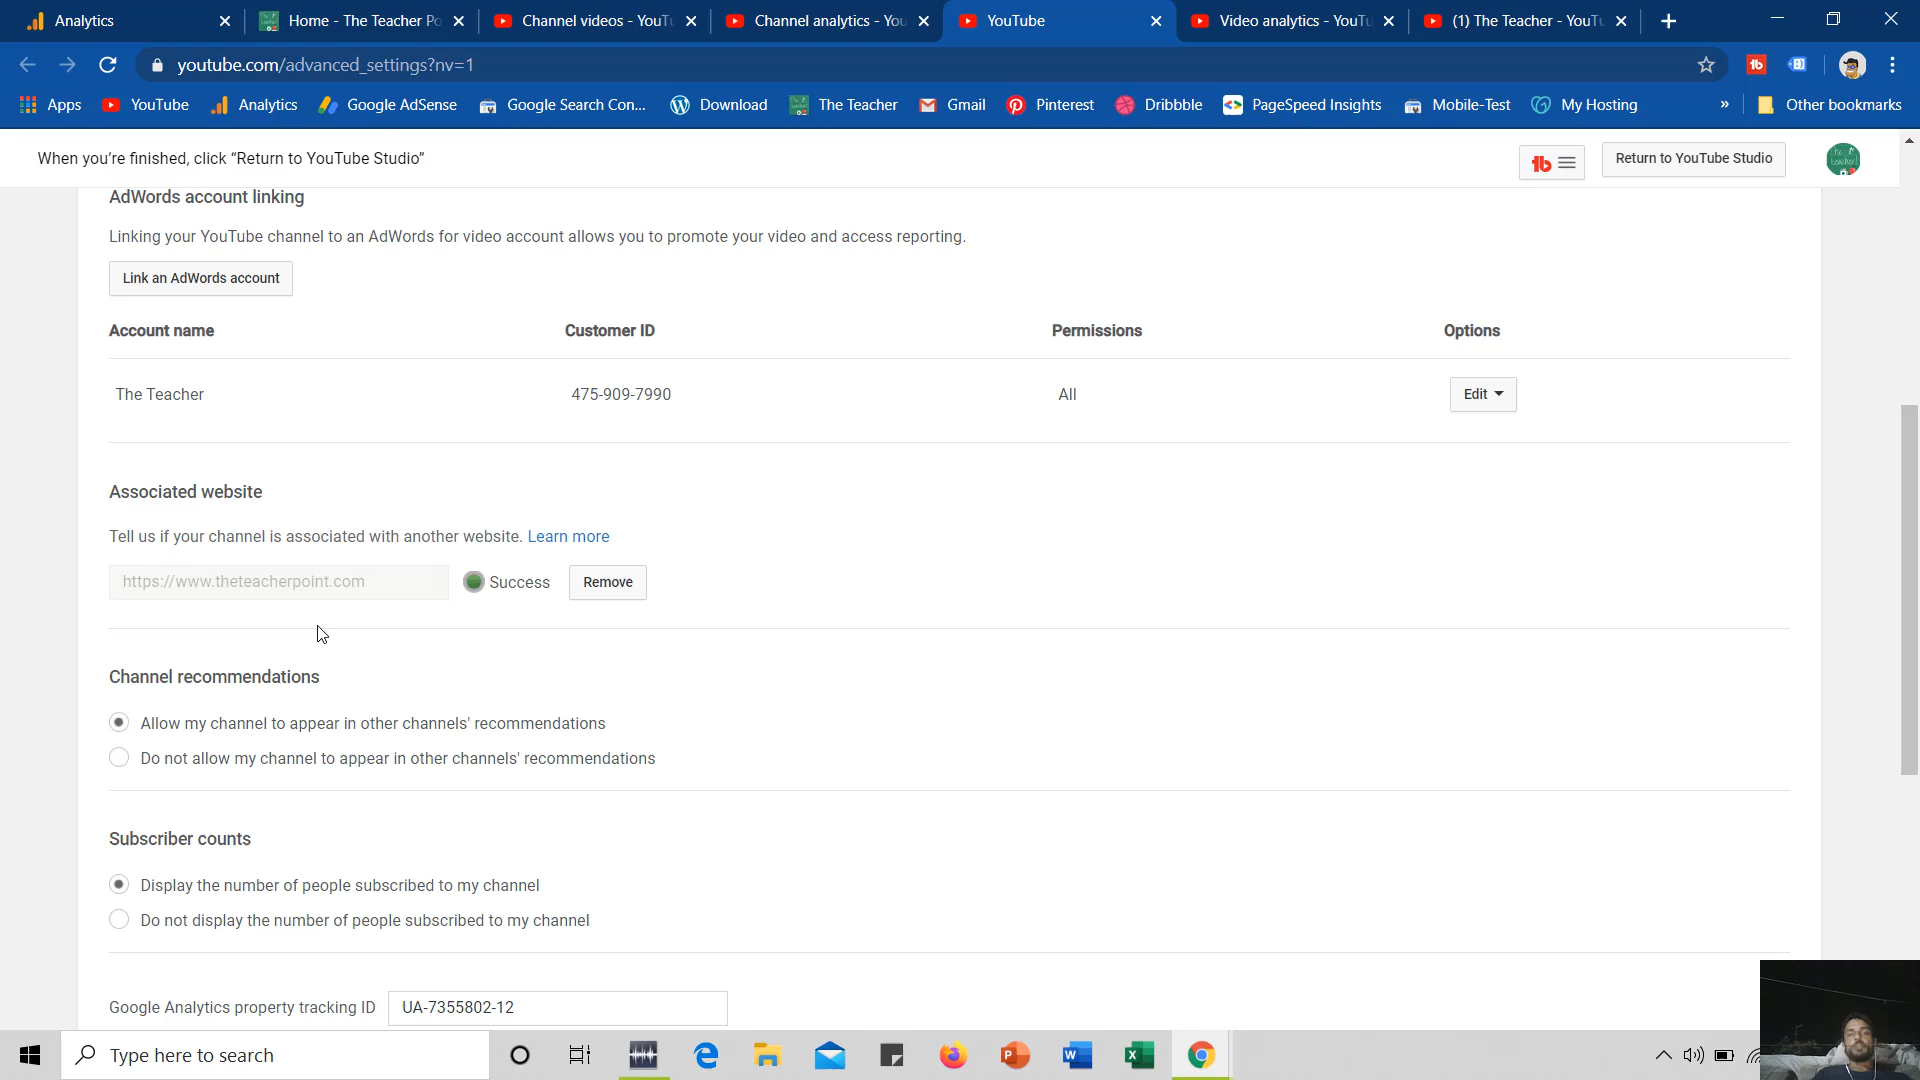 Analytics
Home - The Teacher Po
Channel videos - YouTu
Channel analytics - You
YouTube
Video analytics - YouTu
(1) The Teacher - YouTu
youtube.com/advanced_settings?nv=1
Apps
YouTube
Analytics
Google AdSense
Google Search Con...
Download
The Teacher
Gmail
Pinterest
Dribbble
PageSpeed Insights
Mobile-Test
My Hosting
»
Other bookmarks
When you're finished, click “Return to YouTube Studio”
Return to YouTube Studio
AdWords account linking
Linking your YouTube channel to an AdWords for video account allows you to promote your video and access reporting.
Link an AdWords account
Account name Customer ID Permissions Options
The Teacher 475-909-7990 All Edit
Associated website
Tell us if your channel is associated with another website. Learn more
https://www.theteacherpoint.com Success Remove
Channel recommendations
Allow my channel to appear in other channels' recommendations
Do not allow my channel to appear in other channels' recommendations
Subscriber counts
Display the number of people subscribed to my channel
Do not display the number of people subscribed to my channel
Google Analytics property tracking ID UA-7355802-12
Type here to search